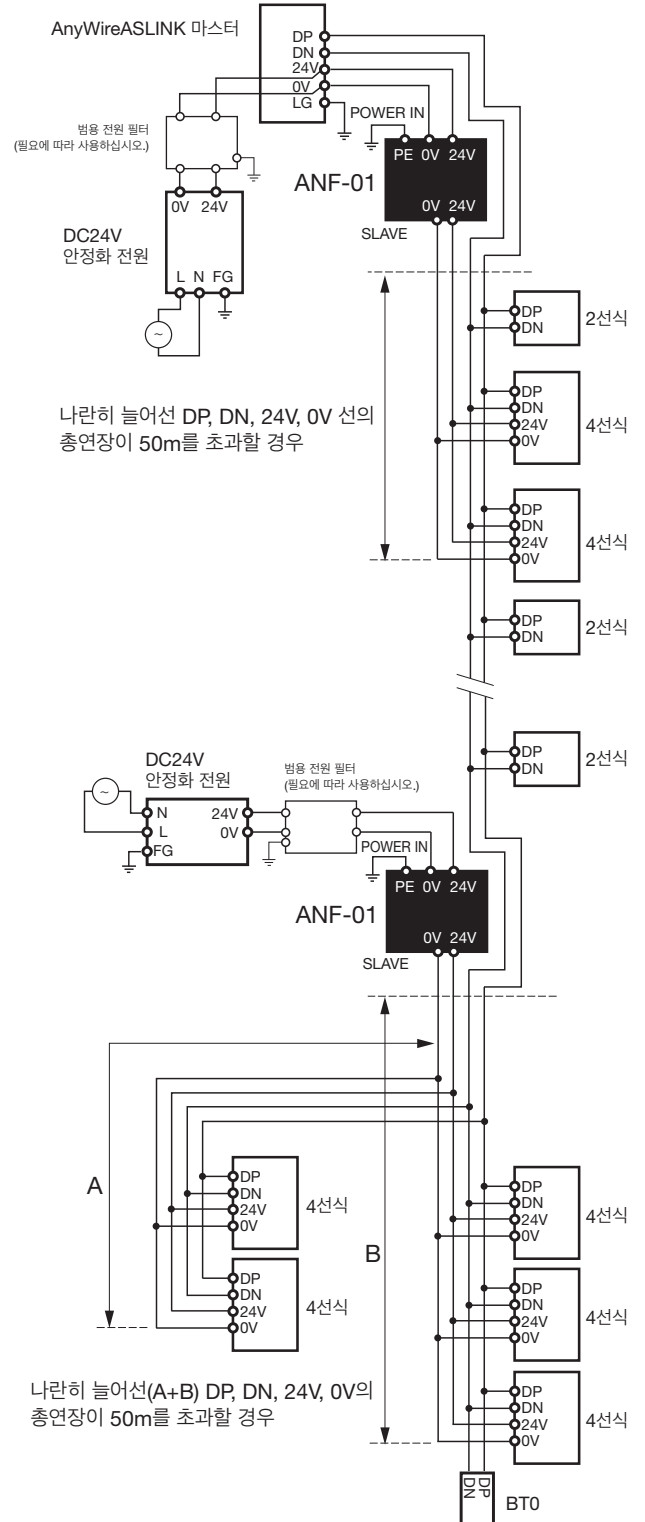 AnyWireASLINK 마스터
DP
DN
24V
0V
LG
범용 전원 필터
(필요에 따라 사용하십시오.)
POWER IN
PE 0V 24V
ANF-01
0V 24V
SLAVE
0V 24V
DC24V
안정화 전원
L N FG
~
DP
DN
2선식
나란히 늘어선 DP, DN, 24V, 0V 선의
총연장이 50m를 초과할 경우
DP
DN
24V
0V
4선식
DP
DN
24V
0V
4선식
DP
DN
2선식
DP
DN
2선식
DC24V
안정화 전원
범용 전원 필터
(필요에 따라 사용하십시오.)
~
N
L
FG
24V
0V
POWER IN
PE 0V 24V
ANF-01
0V 24V
SLAVE
A
B
DP
DN
24V
0V
4선식
DP
DN
24V
0V
4선식
DP
DN
24V
0V
4선식
DP
DN
24V
0V
4선식
DP
DN
24V
0V
4선식
나란히 늘어선(A+B) DP, DN, 24V, 0V의
총연장이 50m를 초과할 경우
DP
DN
BT0